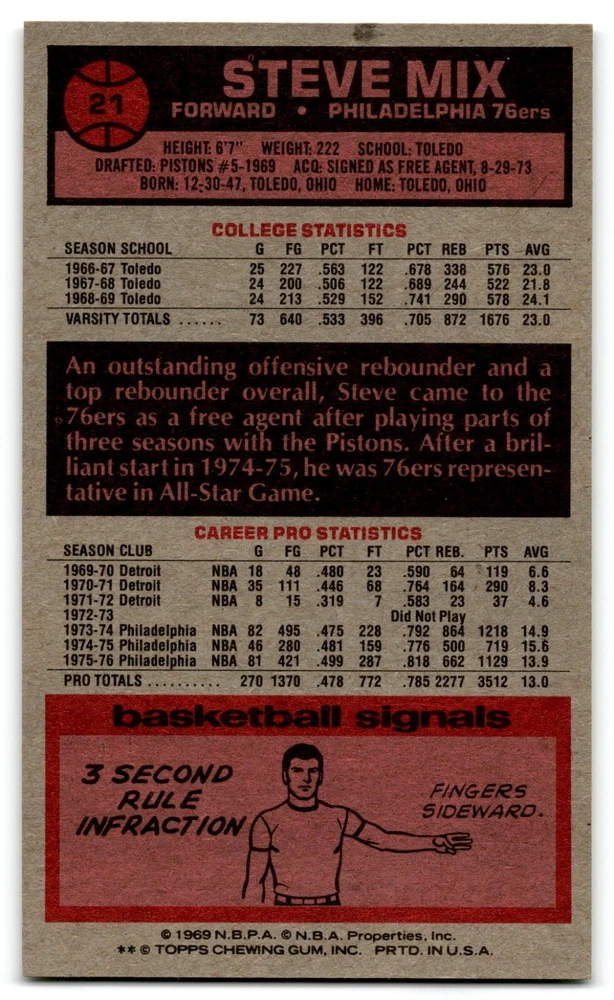 21
STEVE MIX
FORWARD • PHILADELPHIA 76ers
HEIGHT: 6'7" WEIGHT: 222 SCHOOL: TOLEDO
DRAFTED: PISTONS #5-1969 ACQ: SIGNED AS FREE AGENT, 8-29-73
BORN: 12-30-47, TOLEDO, OHIO HOME: TOLEDO, OHIO
COLLEGE STATISTICS
SEASON SCHOOL G FG PCT FT PCT REB PTS AVG
1966-67 Toledo 25 227 .563 122 .678 338 576 23.0
1967-68 Toledo 24 200 .506 122 .689 244 522 21.8
1968-69 Toledo 24 213 .529 152 .741 290 578 24.1
VARSITY TOTALS ...... 73 640 .533 396 .705 872 1676 23.0
An outstanding offensive rebounder and a
top rebounder overall, Steve came to the
76ers as a free agent after playing parts of
three seasons with the Pistons. After a bril-
liant start in 1974-75, he was 76ers represen-
tative in All-Star Game.
CAREER PRO STATISTICS
SEASON CLUB G FG PCT FT PCT REB. PTS AVG
1969-70 Detroit NBA 18 48 .480 23 .590 64 119 6.6
1970-71 Detroit NBA 35 111 .446 68 .764 164 290 8.3
1971-72 Detroit NBA 8 15 .319 7 .583 23 37 4.6
1972-73 Did Not Play
1973-74 Philadelphia NBA 82 495 .475 228 .792 864 1218 14.9
1974-75 Philadelphia NBA 46 280 .481 159 .776 500 719 15.6
1975-76 Philadelphia NBA 81 421 .499 287 .818 662 1129 13.9
PRO TOTALS .......... 270 1370 .478 772 .785 2277 3512 13.0
basketball signals
3 SECOND
RULE
INFRACTION
FINGERS
SIDEWARD.
© 1969 N.B.P.A. © N.B.A. Properties, Inc.
** © TOPPS CHEWING GUM, INC. PRTD. IN U.S.A.